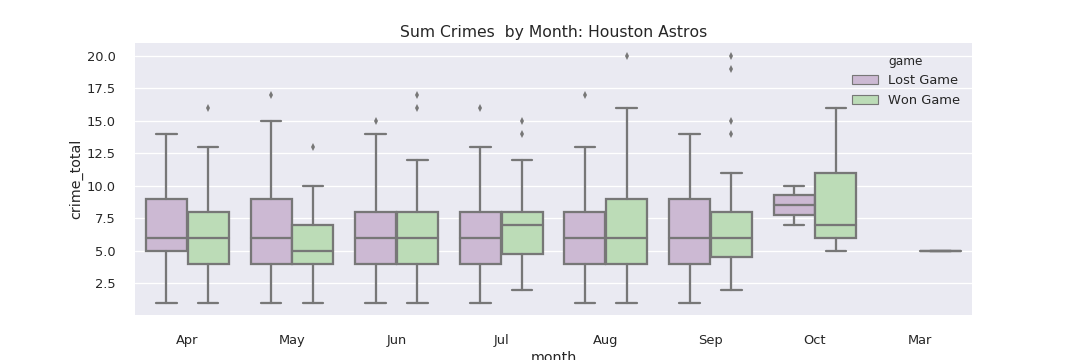 Sum Crimes  by Month: Houston Astros
game
Lost Game
Won Game
crime_total
20.0
17.5
15.0
12.5
10.0
7.5
5.0
2.5
Apr May Jun Jul Aug Sep Oct Mar
month